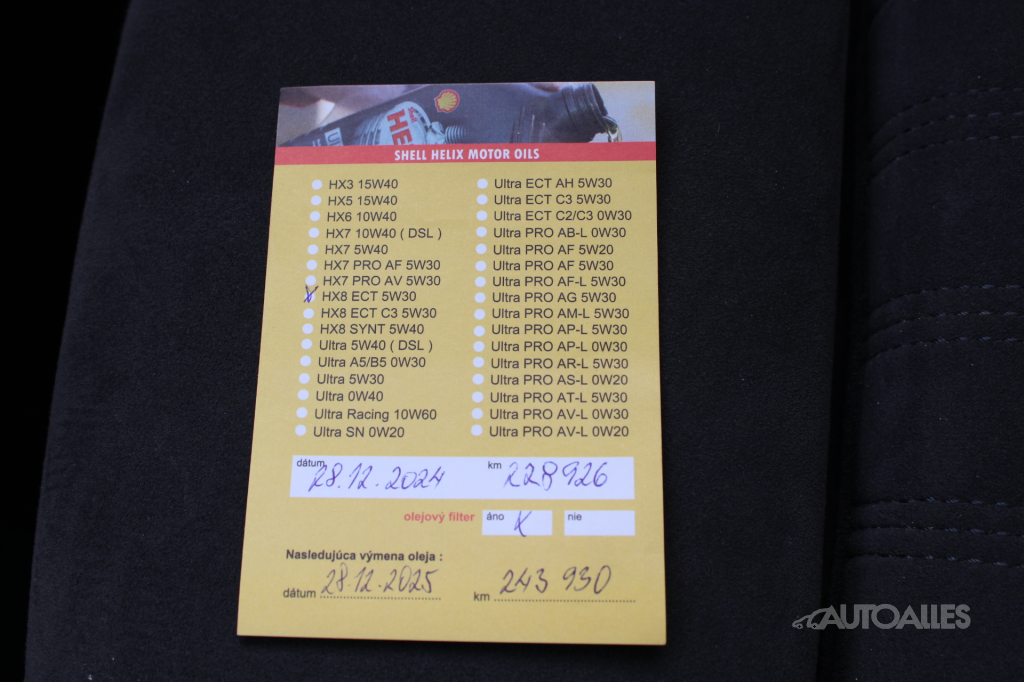 HE
SHELL HELIX MOTOR OILS
HX3 15W40
HX5 15W40
HX6 10W40
HX7 10W40 ( DSL )
HX7 5W40
HX7 PRO AF 5W30
HX7 PRO AV 5W30
X HX8 ECT 5W30
HX8 ECT C3 5W30
HX8 SYNT 5W40
Ultra 5W40 ( DSL )
Ultra A5/B5 0W30
Ultra 5W30
Ultra 0W40
Ultra Racing 10W60
Ultra SN 0W20
Ultra ECT AH 5W30
Ultra ECT C3 5W30
Ultra ECT C2/C3 0W30
Ultra PRO AB-L 0W30
Ultra PRO AF 5W20
Ultra PRO AF 5W30
Ultra PRO AF-L 5W30
Ultra PRO AG 5W30
Ultra PRO AM-L 5W30
Ultra PRO AP-L 5W30
Ultra PRO AP-L 0W30
Ultra PRO AR-L 5W30
Ultra PRO AS-L 0W20
Ultra PRO AT-L 5W30
Ultra PRO AV-L 0W30
Ultra PRO AV-L 0W20
dátum 28.12.2024 km 228926
olejový filter áno X nie
Nasledujúca výmena oleja :
dátum 28.12.2025 km 243 930
AUTOALLES